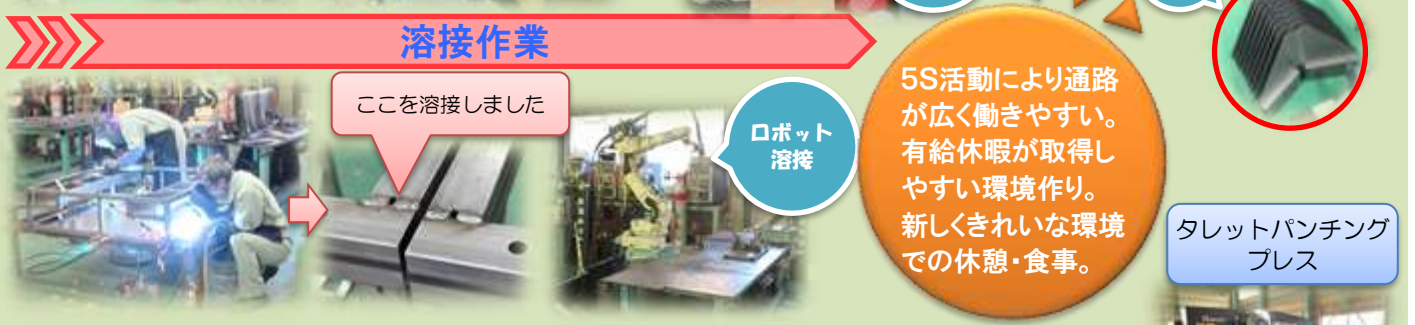 溶接作業
ここを溶接しました
ロボット
溶接
5S活動により通路
が広く働きやすい。
有給休暇が取得し
やすい環境作り。
新しくきれいな環境
での休憩・食事。
タレットパンチング
プレス